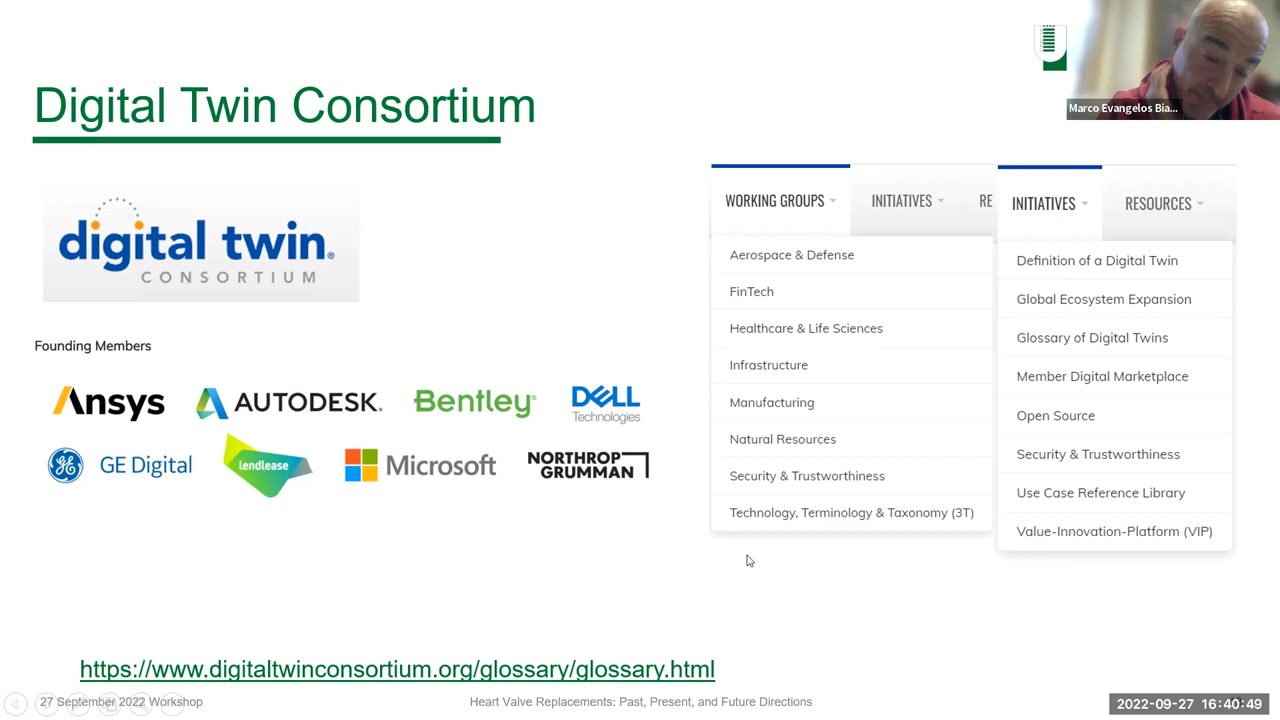 Digital Twin Consortium
Marco Evangelos Bia...
digital twin®
CONSORTIUM
Founding Members
Ansys
AUTODESK.
Bentley®
DELL
Technologies
GE Digital
lendlease
Microsoft
NORTHROP
GRUMMAN
WORKING GROUPS
INITIATIVES
RE
Aerospace & Defense
FinTech
Healthcare & Life Sciences
Infrastructure
Manufacturing
Natural Resources
Security & Trustworthiness
Technology, Terminology & Taxonomy (3T)
INITIATIVES
RESOURCES
Definition of a Digital Twin
Global Ecosystem Expansion
Glossary of Digital Twins
Member Digital Marketplace
Open Source
Security & Trustworthiness
Use Case Reference Library
Value-Innovation-Platform (VIP)
https://www.digitaltwinconsortium.org/glossary/glossary.html
27 September 2022 Workshop
Heart Valve Replacements: Past, Present, and Future Directions
2022-09-27 16:40:49